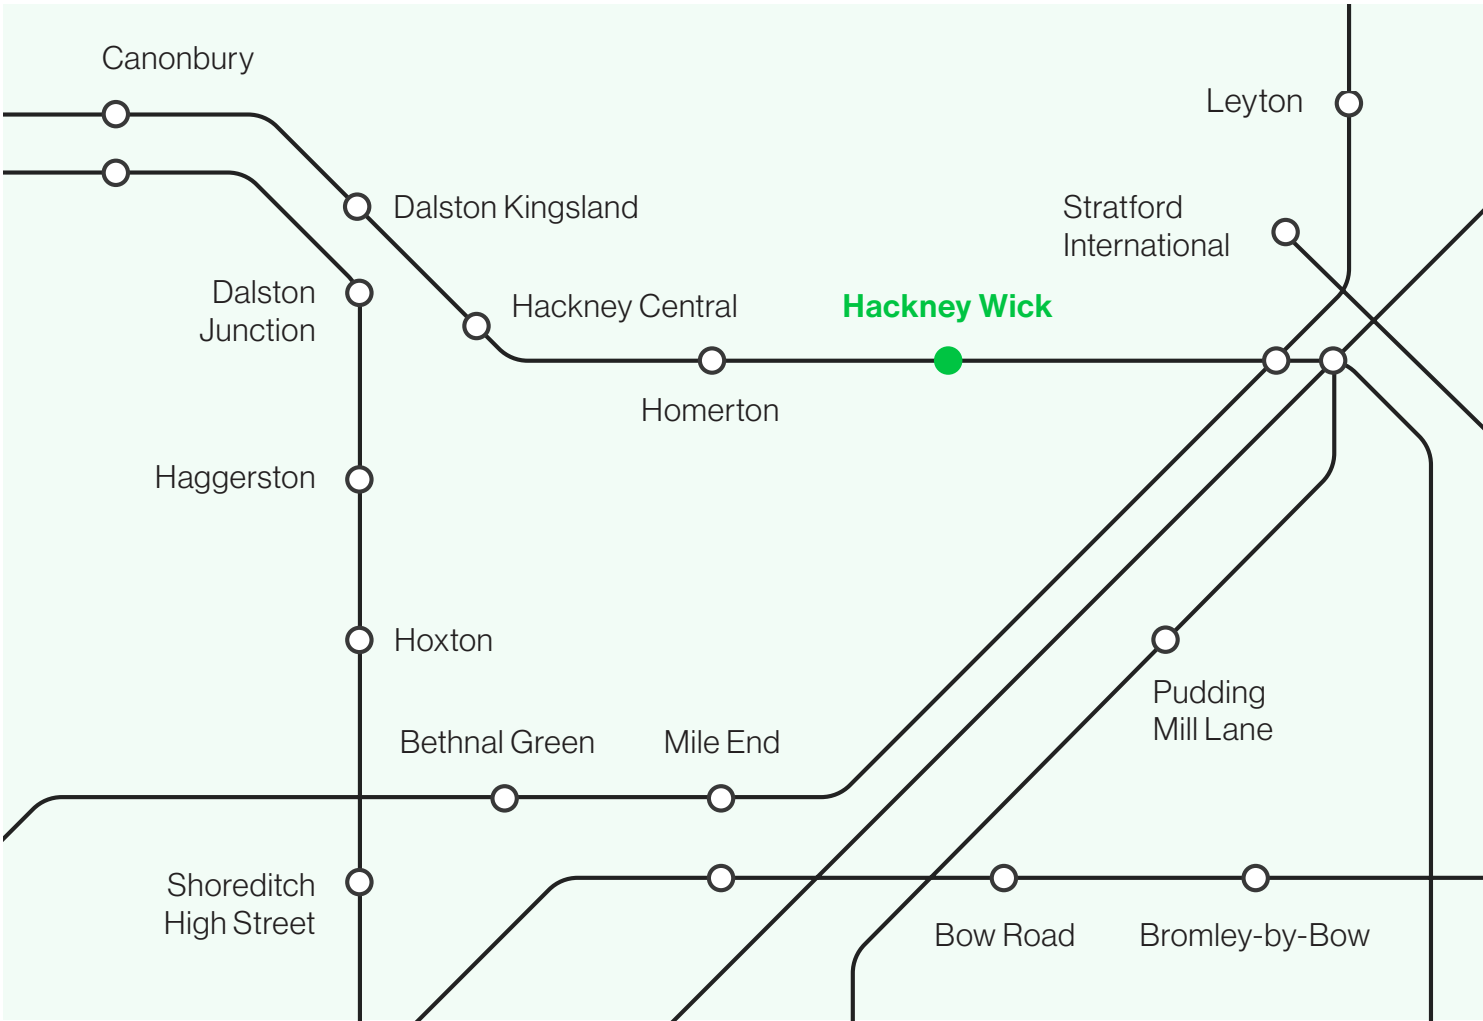 Canonbury
Leyton
Dalston Kingsland
Stratford
International
Dalston
Junction
Hackney Central
Hackney Wick
Homerton
Haggerston
Hoxton
Pudding
Mill Lane
Bethnal Green
Mile End
Shoreditch
High Street
Bow Road
Bromley-by-Bow